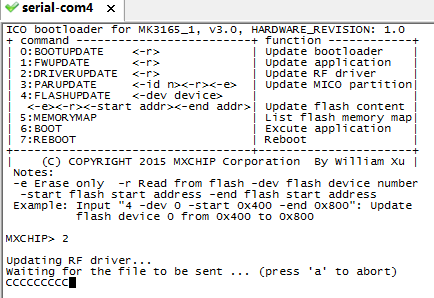 serial-com4
ICO bootloader for MK3165_1, v3.0, HARDWARE_REVISION: 1.0
+ command -------------------------+ function ------------+
| 0:BOOTUPDATE    <-r>             | Update bootloader    |
| 1:FWUPDATE      <-r>             | Update application   |
| 2:DRIVERUPDATE  <-r>             | Update RF driver     |
| 3:PARUPDATE     <-id n><-r><-e>  | Update MICO partition|
| 4:FLASHUPDATE   <-dev device>    |                      |
|  <-e><-r><-start addr><-end addr>| Update flash content |
| 5:MEMORYMAP                      | List flash memory map|
| 6:BOOT                           | Excute application   |
| 7:REBOOT                         | Reboot               |
+----------------------------------+----------------------+
|    (C) COPYRIGHT 2015 MXCHIP Corporation  By William Xu |
Notes:
-e Erase only  -r Read from flash -dev flash device number
-start flash start address -end flash start address
Example: Input "4 -dev 0 -start 0x400 -end 0x800": Update
flash device 0 from 0x400 to 0x800
MXCHIP> 2
Updating RF driver...
Waiting for the file to be sent ... (press 'a' to abort)
CCCCCCCCC